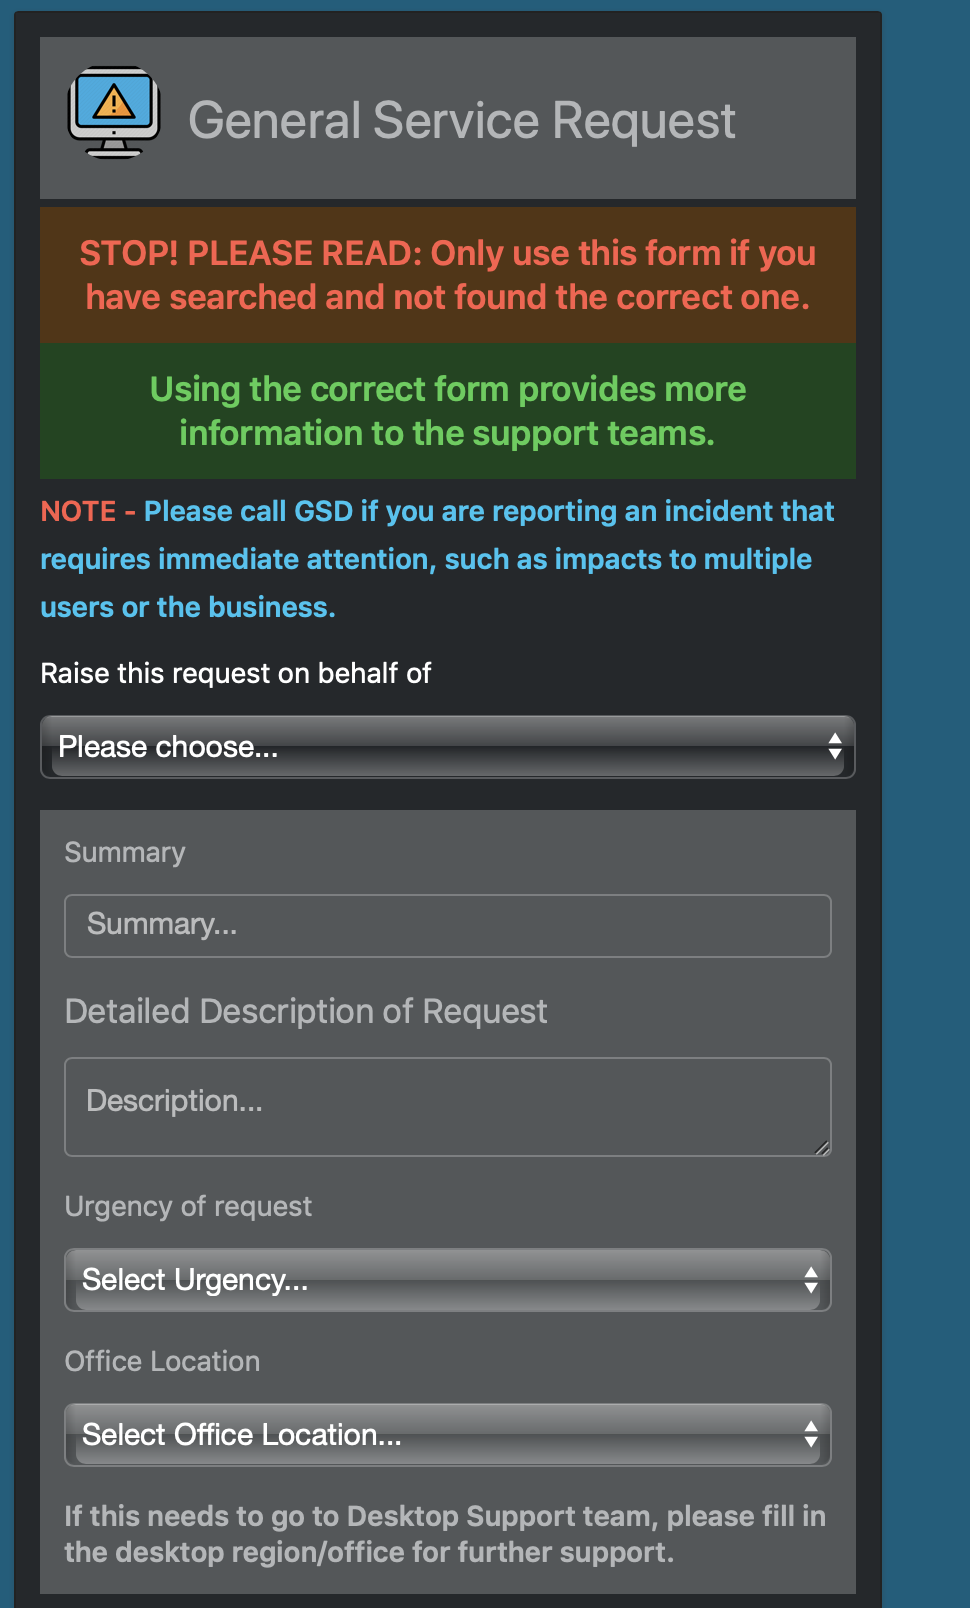 General Service Request
STOP! PLEASE READ: Only use this form if you
have searched and not found the correct one.
Using the correct form provides more
information to the support teams.
NOTE - Please call GSD if you are reporting an incident that
requires immediate attention, such as impacts to multiple
users or the business.
Raise this request on behalf of
Please choose...
Summary
Summary...
Detailed Description of Request
Description...
Urgency of request
Select Urgency...
Office Location
Select Office Location...
If this needs to go to Desktop Support team, please fill in
the desktop region/office for further support.